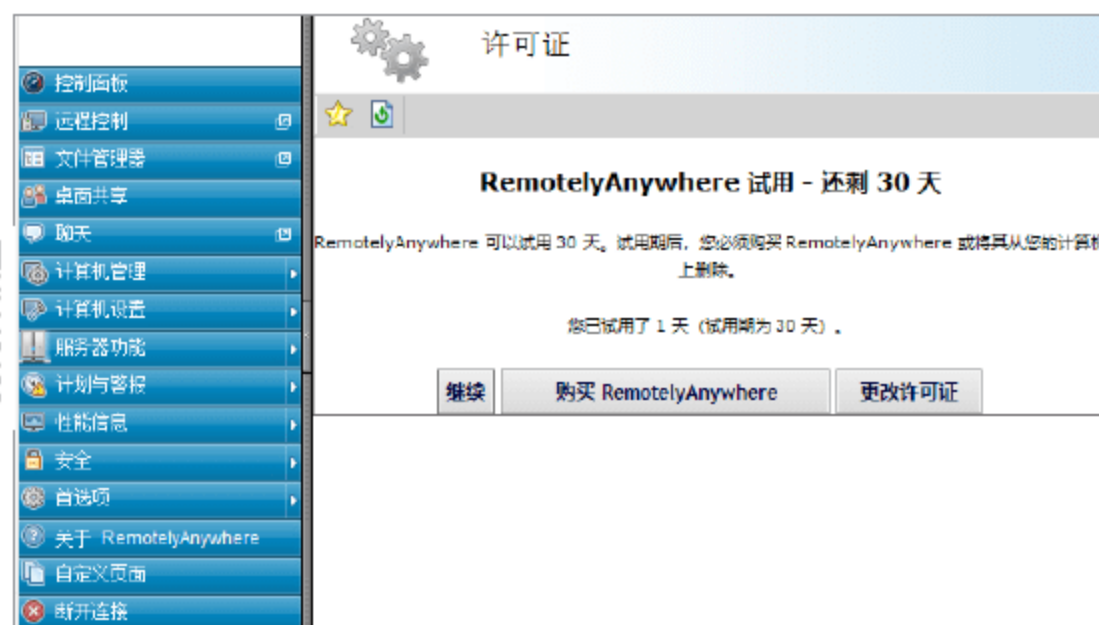 许可证
控制面板
远程控制
文件管理器
桌面共享
聊天
计算机管理
计算机设置
服务器功能
计划与警报
性能信息
安全
首选项
关于 RemotelyAnywhere
自定义页面
断开连接
RemotelyAnywhere 试用 - 还剩 30 天
RemotelyAnywhere 可以试用 30 天。试用期后，您必须购买 RemotelyAnywhere 或将其从您的计算机
上删除。
您已试用了 1 天（试用期为 30 天）。
继续
购买 RemotelyAnywhere
更改许可证